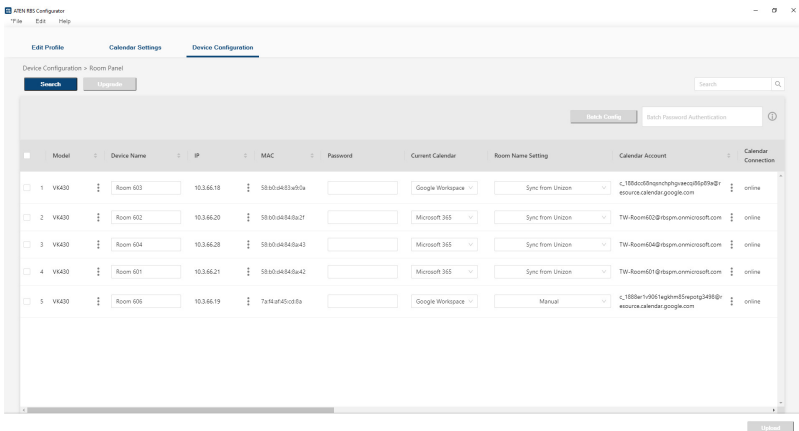 ATEN RBS Configurator
*File Edit Help
Edit Profile Calendar Settings Device Configuration
Device Configuration > Room Panel
Search Upgrade Search
Batch Config Batch Password Authentication
Model Device Name IP MAC Password Current Calendar Room Name Setting Calendar Account Calendar Connection
1 VK430 Room 603 10.3.66.18 58:b0:d4:83:e9:0a Google Workspace Sync from Unizon c_188dcc68nqsnchphgvaecqi86p89a@r
esource.calendar.google.com online
2 VK430 Room 602 10.3.66.20 58:b0:d4:84:8a:2f Microsoft 365 Sync from Unizon TW-Room602@rbspm.onmicrosoft.com online
3 VK430 Room 604 10.3.66.28 58:b0:d4:84:8a:43 Microsoft 365 Sync from Unizon TW-Room604@rbspm.onmicrosoft.com online
4 VK430 Room 601 10.3.66.21 58:b0:d4:84:8a:42 Microsoft 365 Sync from Unizon TW-Room601@rbspm.onmicrosoft.com online
5 VK430 Room 606 10.3.66.19 7a:f4:af:45:cd:8a Google Workspace Manual c_1888er1v9061egkhm85repotg3498@r
esource.calendar.google.com online
Upload